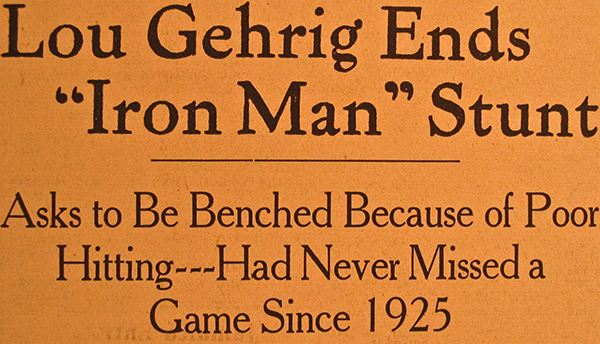 Lou Gehrig Ends
“Iron Man” Stunt
Asks to Be Benched Because of Poor
Hitting---Had Never Missed a
Game Since 1925